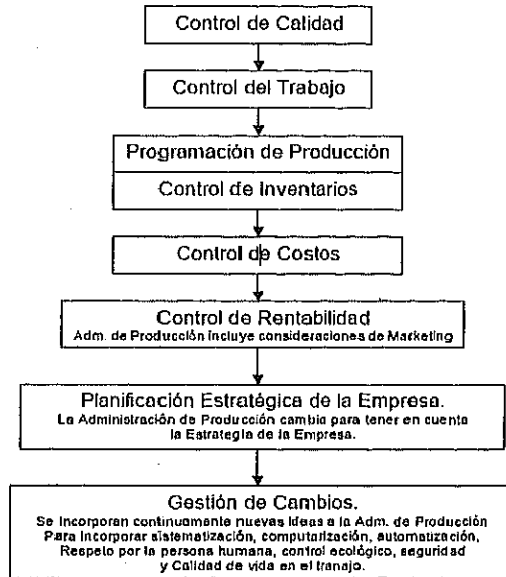 Control de Calidad
Control del Trabajo
Programación de Producción
Control de Inventarios
Control de Costos
Control de Rentabilidad
Adm. de Producción incluye consideraciones de Marketing
Planificación Estratégica de la Empresa.
La Administración de Producción cambia para tener en cuenta
la Estrategia de la Empresa.
Gestión de Cambios.
Se Incorporan continuamente nuevas Ideas a la Adm. de Producción
Para Incorporar sistematización, computarización, automatización,
Respeto por la persona humana, control ecológico, seguridad
y Calidad de vida en el tranajo.